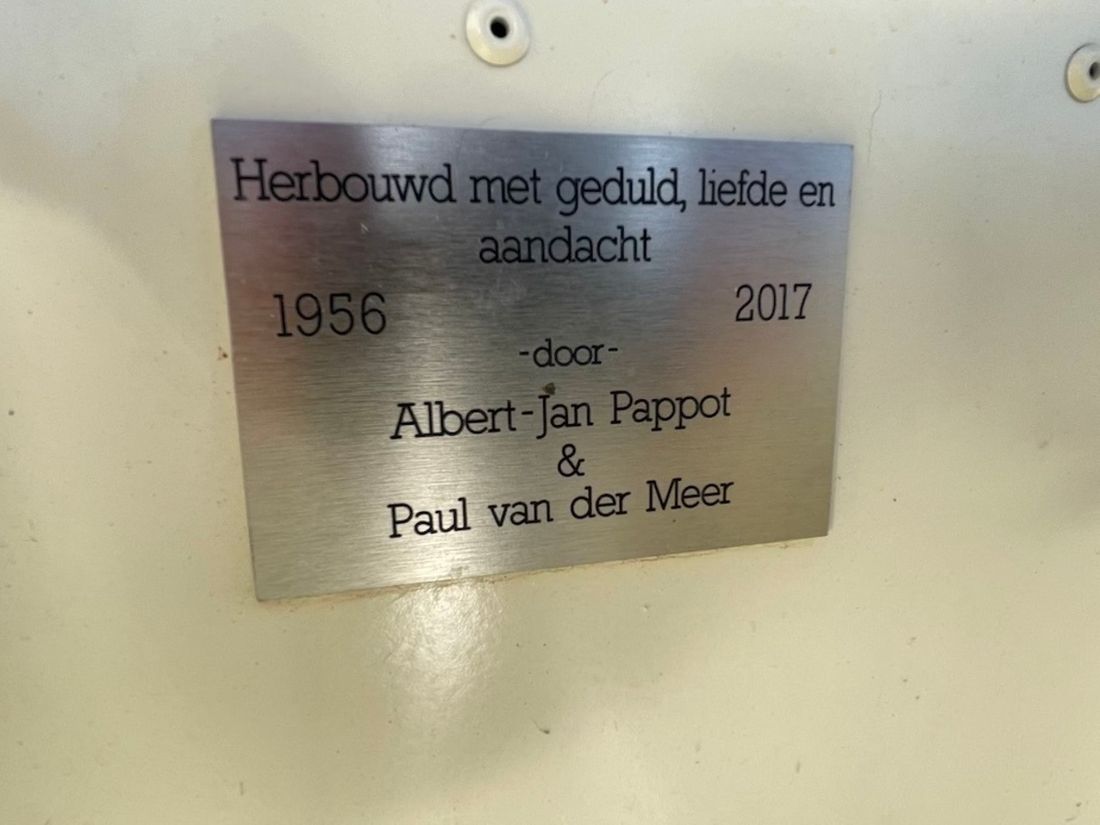 Herbouwd met geduld, liefde en
aandacht
1956 2017
-door-
Albert-Jan Pappot
&
Paul van der Meer